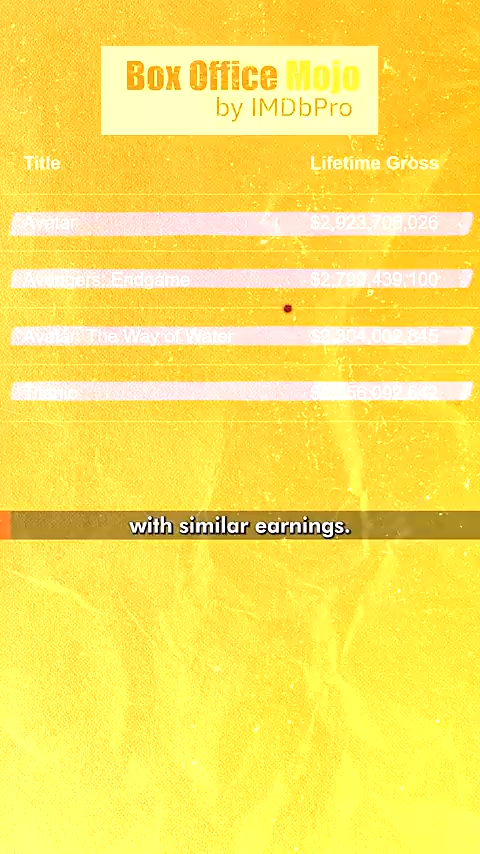 Box Office Mojo
by IMDbPro
Title Lifetime Gross
Avatar $2,923,706,026
Avengers: Endgame $2,799,439,100
Avatar: The Way of Water
Titanic
with similar earnings.